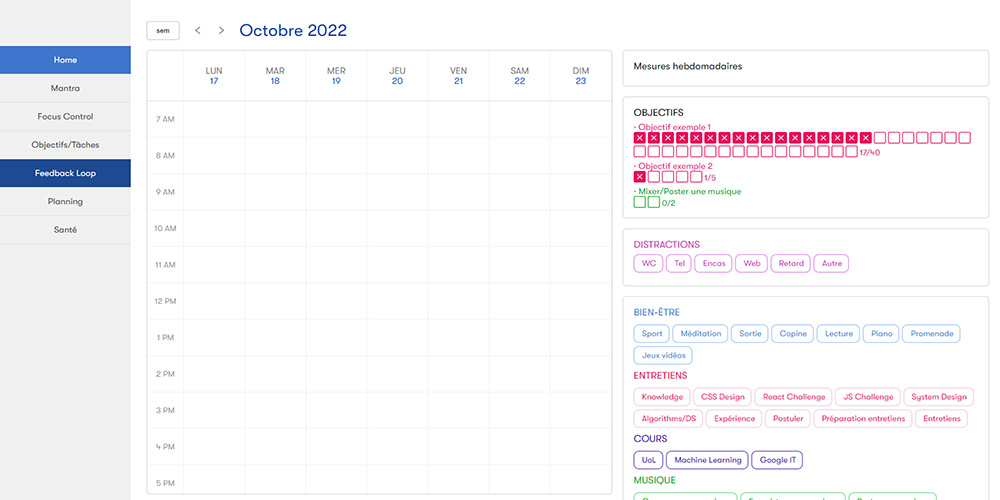 sem < > Octobre 2022
Home
Mantra
Focus Control
Objectifs/Tâches
Feedback Loop
Planning
Santé
LUN MAR MER JEU VEN SAM DIM
17 18 19 20 21 22 23
7 AM
8 AM
9 AM
10 AM
11 AM
12 PM
1 PM
2 PM
3 PM
4 PM
5 PM
Mesures hebdomadaires
OBJECTIFS
- Objectif exemple 1
17/40
- Objectif exemple 2
1/5
- Mixer/Poster une musique
0/2
DISTRACTIONS
WC Tel Encas Web Retard Autre
BIEN-ÊTRE
Sport Méditation Sortie Copine Lecture Piano Promenade
Jeux vidéos
ENTRETIENS
Knowledge CSS Design React Challenge JS Challenge System Design
Algorithms/DS Expérience Postuler Préparation entretiens Entretiens
COURS
UoL Machine Learning Google IT
MUSIQUE